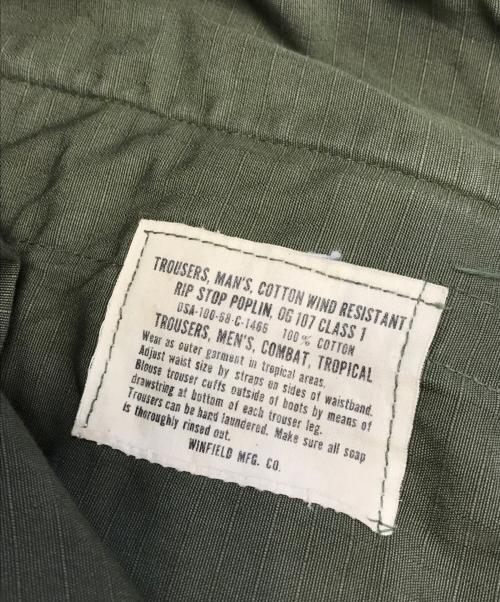 TROUSERS, MAN'S, COTTON WIND RESISTANT
RIP STOP POPLIN, OG 107 CLASS 1
DSA-100-68-C-1466 100% COTTON
TROUSERS, MEN'S, COMBAT, TROPICAL
Wear as outer garment in tropical areas.
Adjust waist size by straps on sides of waistband.
Blouse trouser cuffs outside of boots by means of
drawstring at bottom of each trouser leg.
Trousers can be hand laundered. Make sure all soap
is thoroughly rinsed out.
WINFIELD MFG. CO.